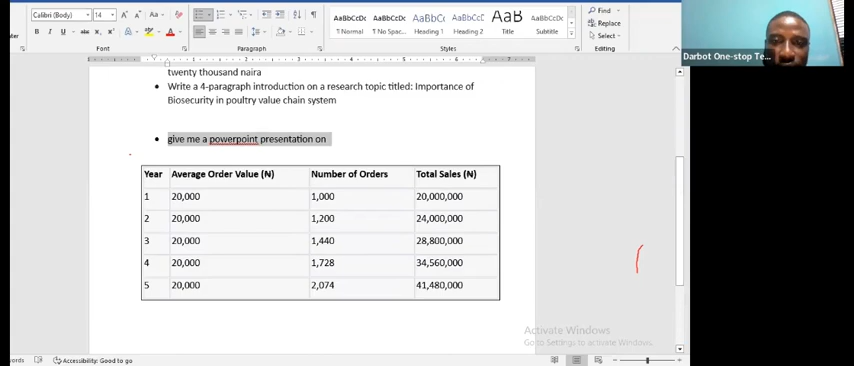 Calibri (Body) 14 A A Aa
AaBbCcDc AaBbCcDc AaBbCc AaBbCcC AaB AaBbCcDc
¶ Normal ¶ No Spac... Heading 1 Heading 2 Title Subtitle
Find
Replace
Select
B I U abc X₂ X² A
Font Paragraph Styles Editing
Darbot One-stop Te...
twenty thousand naira
• Write a 4-paragraph introduction on a research topic titled: Importance of
Biosecurity in poultry value chain system
• give me a powerpoint presentation on
Year Average Order Value (₦) Number of Orders Total Sales (₦)
1 20,000 1,000 20,000,000
2 20,000 1,200 24,000,000
3 20,000 1,440 28,800,000
4 20,000 1,728 34,560,000
5 20,000 2,074 41,480,000
Activate Windows
Go to Settings to activate Windows.
Accessibility: Good to go